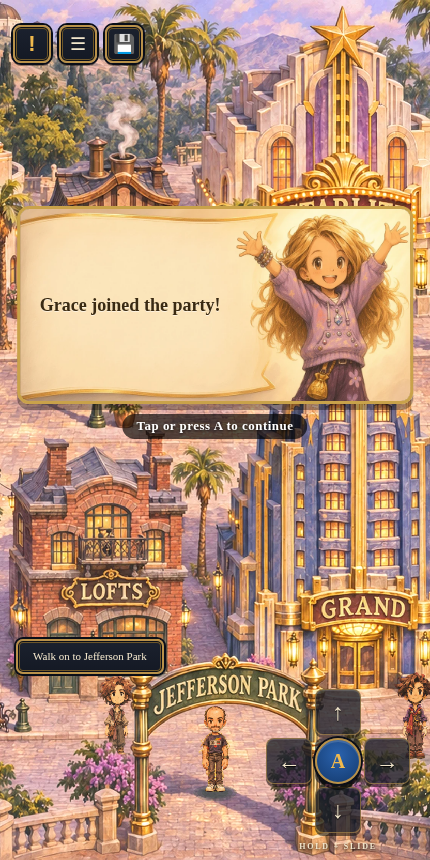 !
☰
STARLIT
Grace joined the party!
Tap or press A to continue
LOFTS
GRAND
Walk on to Jefferson Park
JEFFERSON PARK
↑
← A →
↓
HOLD + SLIDE